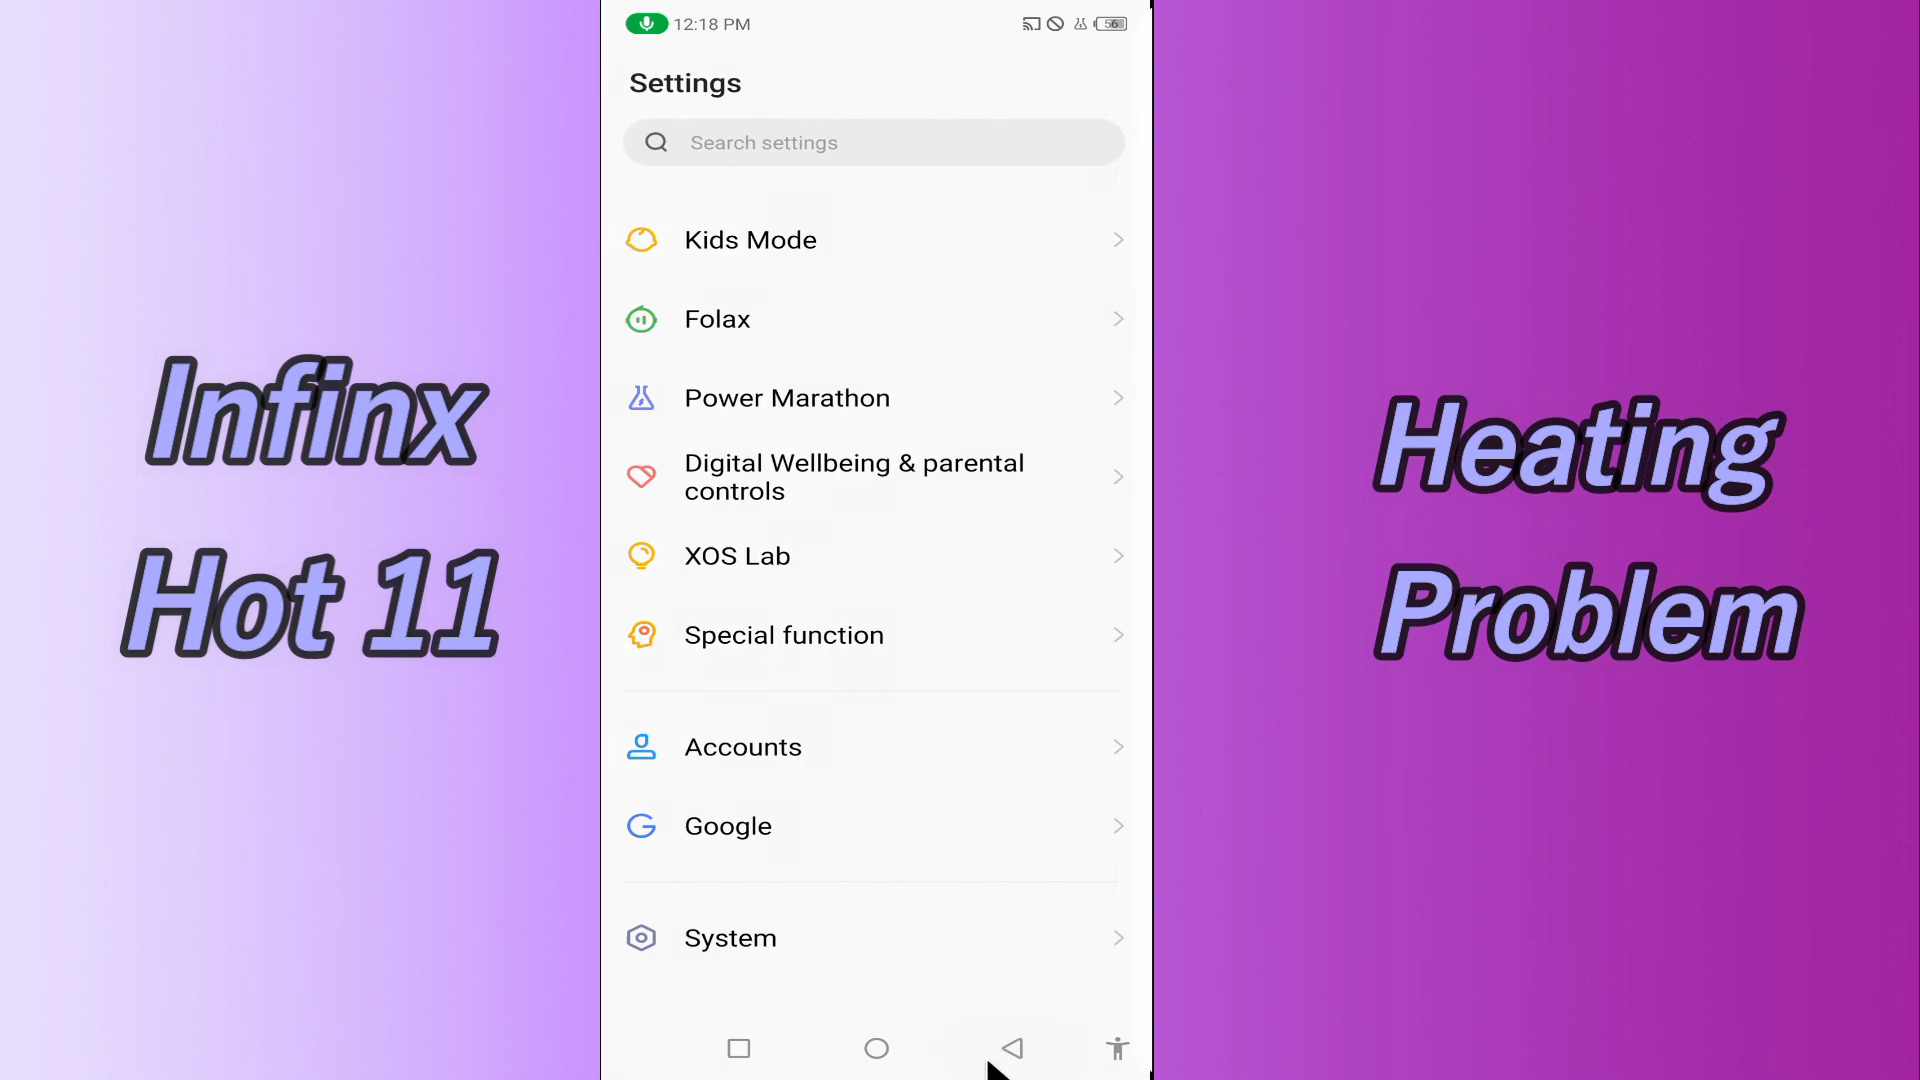 Infinx
Hot 11
12:18 PM
56
Settings
Search settings
Kids Mode
Folax
Power Marathon
Digital Wellbeing & parental
controls
XOS Lab
Special function
Accounts
Google
System
Heating
Problem